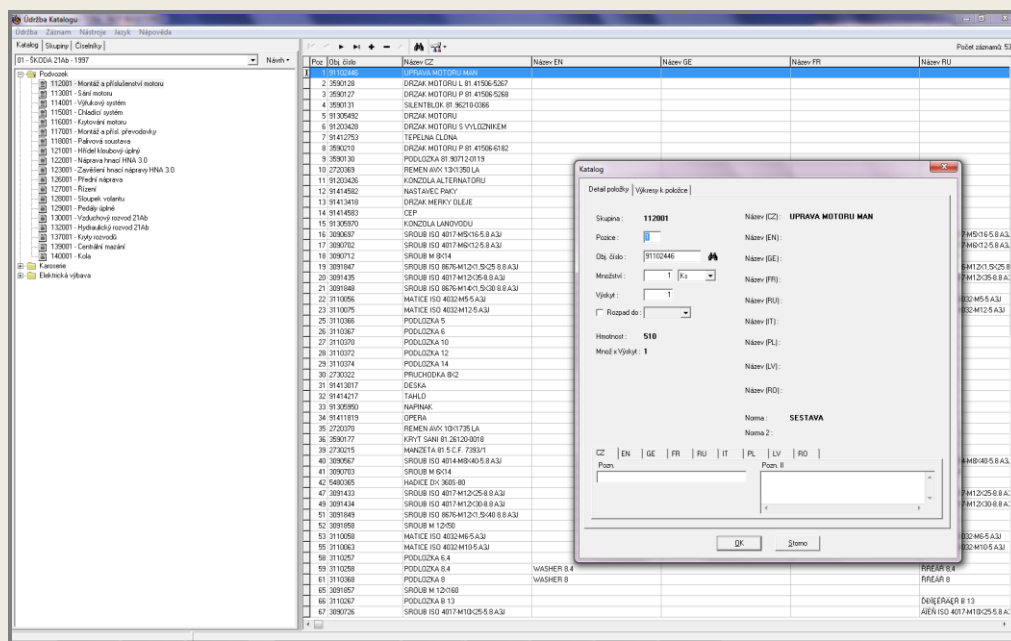 Údržba Katalogu
Údržba Záznam Nástroje Jazyk Nápověda
Katalog Skupiny Číselníky
01 - ŠKODA 21Ab - 1997
Návrh
Počet záznamů: 53
Podvozek
112001 - Montáž a příslušenství motoru
113001 - Sání motoru
114001 - Výfukový systém
115001 - Chladící systém
116001 - Krytování motoru
117001 - Montáž a přísl. převodovky
118001 - Palivová soustava
121001 - Hřídel kloubový úplný
122001 - Náprava hnací HNA 3.0
123001 - Zavěšení hnací nápravy HNA 3.0
126001 - Přední náprava
127001 - Řízení
128001 - Sloupek volantu
129001 - Pedály úplné
130001 - Vzduchový rozvod 21Ab
132001 - Hydraulický rozvod 21Ab
137001 - Kryty rozvodů
139001 - Centrální mazání
140001 - Kola
Karoserie
Elektrická výbava
Poz Obj. číslo Název CZ Název EN Název GE Název FR Název RU
1 91102446 UPRAVA MOTORU MAN
2 3590128 DRZAK MOTORU L 81.41506-5267
3 3590127 DRZAK MOTORU P 81.41506-5268
4 3590131 SILENTBLOK 81.96210-0366
5 91305492 DRZAK MOTORU
6 91203428 DRZAK MOTORU S VYLOZNIKEM
7 91412753 TEPELNA CLONA
8 3590210 DRZAK MOTORU P 81.41506-6182
9 3590130 PODLOZKA 81.90712-0119
10 2720369 REMEN AVX 13X1350 LA
11 91203426 KONZOLA ALTERNATORU
12 91414582 NASTAVEC PAKY
13 91413418 DRZAK MERKY OLEJE
14 91414583 CEP
15 91305970 KONZOLA LANOVODU
16 3090697 SROUB ISO 4017-M5X16-5.8 A3J
17 3090702 SROUB ISO 4017-M6X12-5.8 A3J
18 3090712 SROUB M 8X14
19 3091847 SROUB ISO 8676-M12X1,5X25 8.8 A3J
20 3091435 SROUB ISO 4017-M12X35-8.8 A3J
21 3091848 SROUB ISO 8676-M14X1,5X30 8.8 A3J
22 3110056 MATICE ISO 4032-M5-5 A3J
23 3110075 MATICE ISO 4032-M12-5 A3J
25 3110366 PODLOZKA 5
26 3110367 PODLOZKA 6
27 3110370 PODLOZKA 10
28 3110372 PODLOZKA 12
29 3110374 PODLOZKA 14
30 2730322 PRUCHODKA 8X2
31 91413817 DESKA
32 91414217 TAHLO
33 91305950 NAPINAK
34 91411819 OPERA
35 2720370 REMEN AVX 10X1735 LA
36 3590177 KRYT SANI 81.26120-0018
39 2730215 MANZETA 81.5 C.F. 7393/1
40 3090567 SROUB ISO 4014-M8X40-5.8 A3J
41 3090703 SROUB M 6X14
42 5480365 HADICE DX 3605-80
47 3091433 SROUB ISO 4017-M12X25-8.8 A3J
49 3091434 SROUB ISO 4017-M12X30-8.8 A3J
51 3091849 SROUB ISO 8676-M12X1,5X40 8.8 A3J
52 3091858 SROUB M 12X50
53 3110058 MATICE ISO 4032-M6-5 A3J
55 3110063 MATICE ISO 4032-M10-5 A3J
58 3110257 PODLOZKA 6,4
59 3110258 PODLOZKA 8,4 WASHER 8.4
61 3110368 PODLOZKA 8 WASHER 8
65 3091857 SROUB M 12X160
66 3110267 PODLOZKA B 13
67 3090726 SROUB ISO 4017-M10X25-5.8 A3J
Katalog
Detail položky Výkresy k položce
Skupina : 112001 Název (CZ) : UPRAVA MOTORU MAN
Pozice : 1 Název (EN) :
Obj. číslo : 91102446 Název (GE) :
Množství : 1 Ks Název (FR) :
Výskyt : 1 Název (RU) :
Rozpad do : Název (IT) :
Hmotnost : 510 Název (PL) :
Množ x Výskyt : 1
Název (LV) :
Název (RO) :
Norma : SESTAVA
Norma 2 :
CZ EN GE FR RU IT PL LV RO
Pozn. Pozn. II
OK Storno